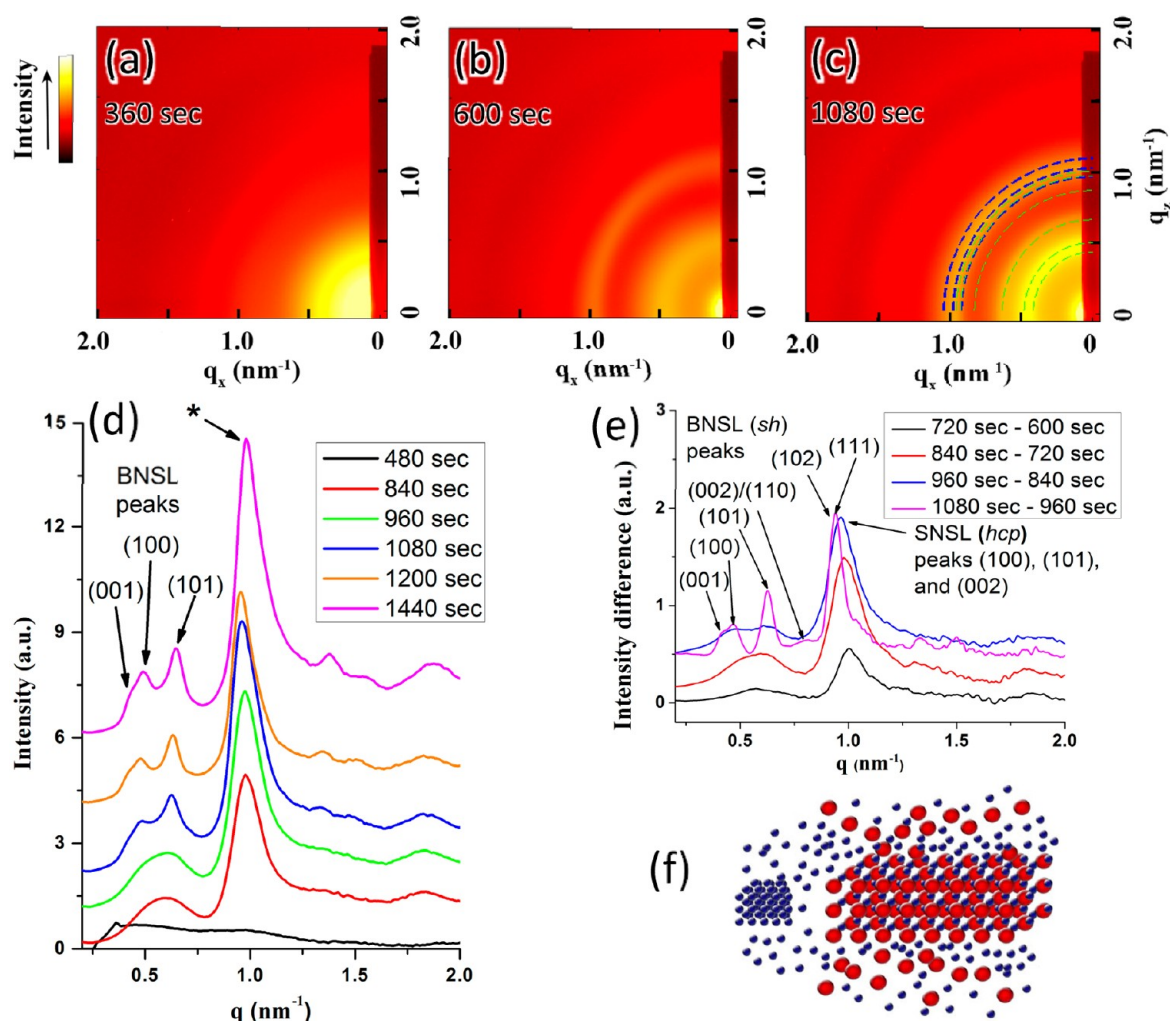 Intensity
(a)
360 sec
2.0
1.0
0
2.0
1.0
0
qx (nm-1)
(b)
600 sec
2.0
1.0
0
2.0
1.0
0
qx (nm-1)
(c)
1080 sec
2.0
1.0
0
qz (nm-1)
2.0
1.0
0
qx (nm1)
(d)
*
Intensity (a.u.)
15
12
9
6
3
0
BNSL
peaks
(001)
(100)
(101)
480 sec
840 sec
960 sec
1080 sec
1200 sec
1440 sec
0.5
1.0
1.5
2.0
q (nm-1)
(e)
Intensity difference (a.u.)
3
2
1
0
BNSL (sh)
peaks
(002)/(110)
(101)
(100)
(001)
(102)
(111)
720 sec - 600 sec
840 sec - 720 sec
960 sec - 840 sec
1080 sec - 960 sec
SNSL (hcp)
peaks (100), (101),
and (002)
0.5
1.0
1.5
2.0
q (nm-1)
(f)